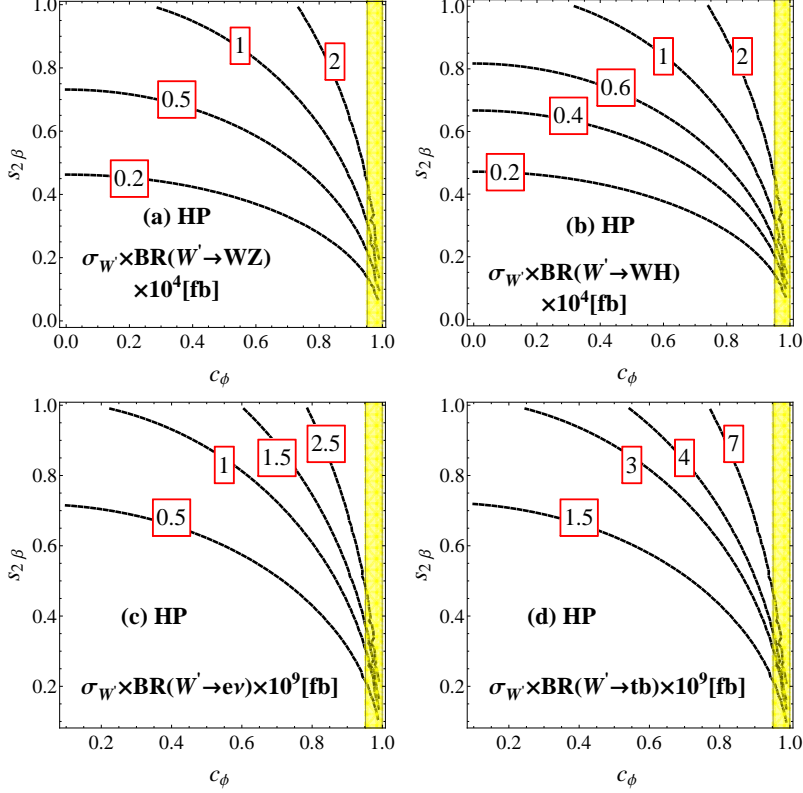 1.0
0.8
0.6
0.4
0.2
0.0
s2β
1
2
0.5
0.2
(a) HP
σW'×BR(W'→WZ)
×10⁴[fb]
0.0 0.2 0.4 0.6 0.8 1.0
cϕ
1.0
0.8
0.6
0.4
0.2
0.0
s2β
1
2
0.6
0.4
0.2
(b) HP
σW'×BR(W'→WH)
×10⁴[fb]
0.0 0.2 0.4 0.6 0.8 1.0
cϕ
1.0
0.8
0.6
0.4
0.2
s2β
2.5
1.5
1
0.5
(c) HP
σW'×BR(W'→eν)×10⁹[fb]
0.2 0.4 0.6 0.8 1.0
cϕ
1.0
0.8
0.6
0.4
0.2
s2β
7
4
3
1.5
(d) HP
σW'×BR(W'→tb)×10⁹[fb]
0.2 0.4 0.6 0.8 1.0
cϕ